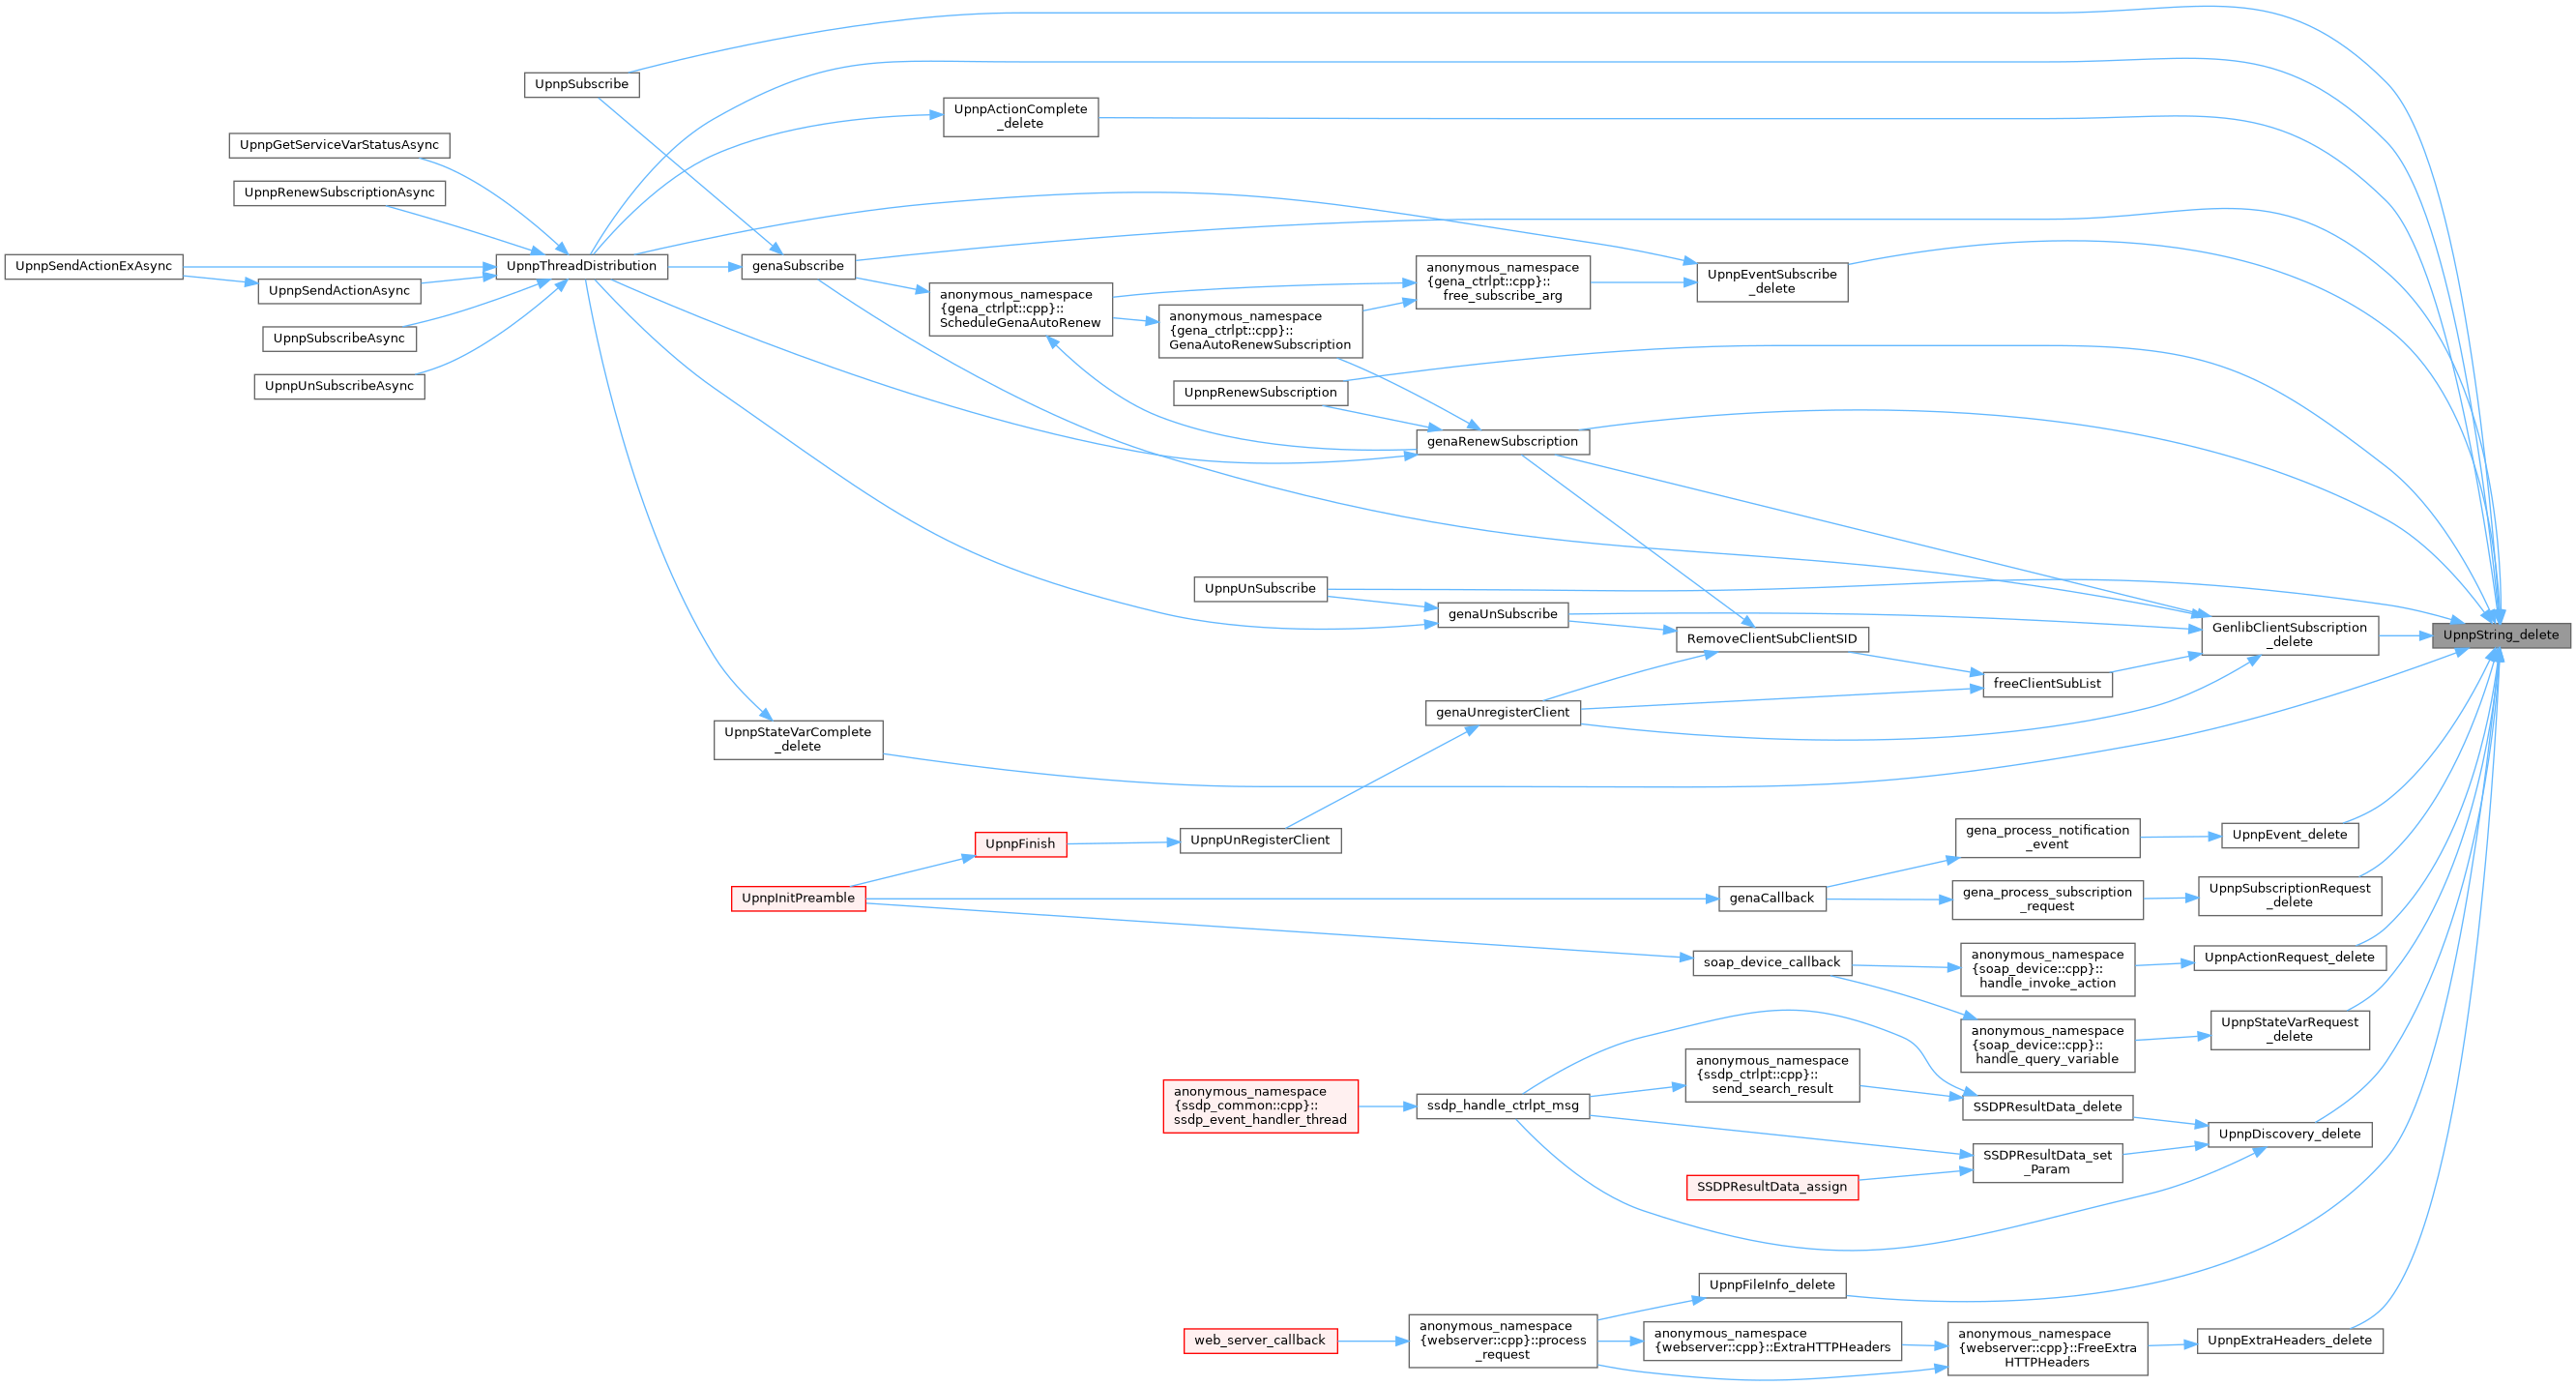 UpnpSubscribe
UpnpActionComplete
_delete
UpnpGetServiceVarStatusAsync
UpnpRenewSubscriptionAsync
UpnpSendActionExAsync
UpnpThreadDistribution
genaSubscribe
UpnpSendActionAsync
anonymous_namespace
{gena_ctrlpt::cpp}::
free_subscribe_arg
UpnpEventSubscribe
_delete
anonymous_namespace
{gena_ctrlpt::cpp}::
ScheduleGenaAutoRenew
anonymous_namespace
{gena_ctrlpt::cpp}::
GenaAutoRenewSubscription
UpnpSubscribeAsync
UpnpUnSubscribeAsync
UpnpRenewSubscription
genaRenewSubscription
UpnpUnSubscribe
genaUnSubscribe
RemoveClientSubClientSID
GenlibClientSubscription
_delete
UpnpString_delete
freeClientSubList
genaUnregisterClient
UpnpStateVarComplete
_delete
UpnpFinish
UpnpUnRegisterClient
gena_process_notification
_event
UpnpEvent_delete
UpnpInitPreamble
genaCallback
gena_process_subscription
_request
UpnpSubscriptionRequest
_delete
soap_device_callback
anonymous_namespace
{soap_device::cpp}::
handle_invoke_action
UpnpActionRequest_delete
anonymous_namespace
{soap_device::cpp}::
handle_query_variable
UpnpStateVarRequest
_delete
anonymous_namespace
{ssdp_ctrlpt::cpp}::
send_search_result
anonymous_namespace
{ssdp_common::cpp}::
ssdp_event_handler_thread
ssdp_handle_ctrlpt_msg
SSDPResultData_delete
UpnpDiscovery_delete
SSDPResultData_set
_Param
SSDPResultData_assign
UpnpFileInfo_delete
web_server_callback
anonymous_namespace
{webserver::cpp}::process
_request
anonymous_namespace
{webserver::cpp}::ExtraHTTPHeaders
anonymous_namespace
{webserver::cpp}::FreeExtra
HTTPHeaders
UpnpExtraHeaders_delete